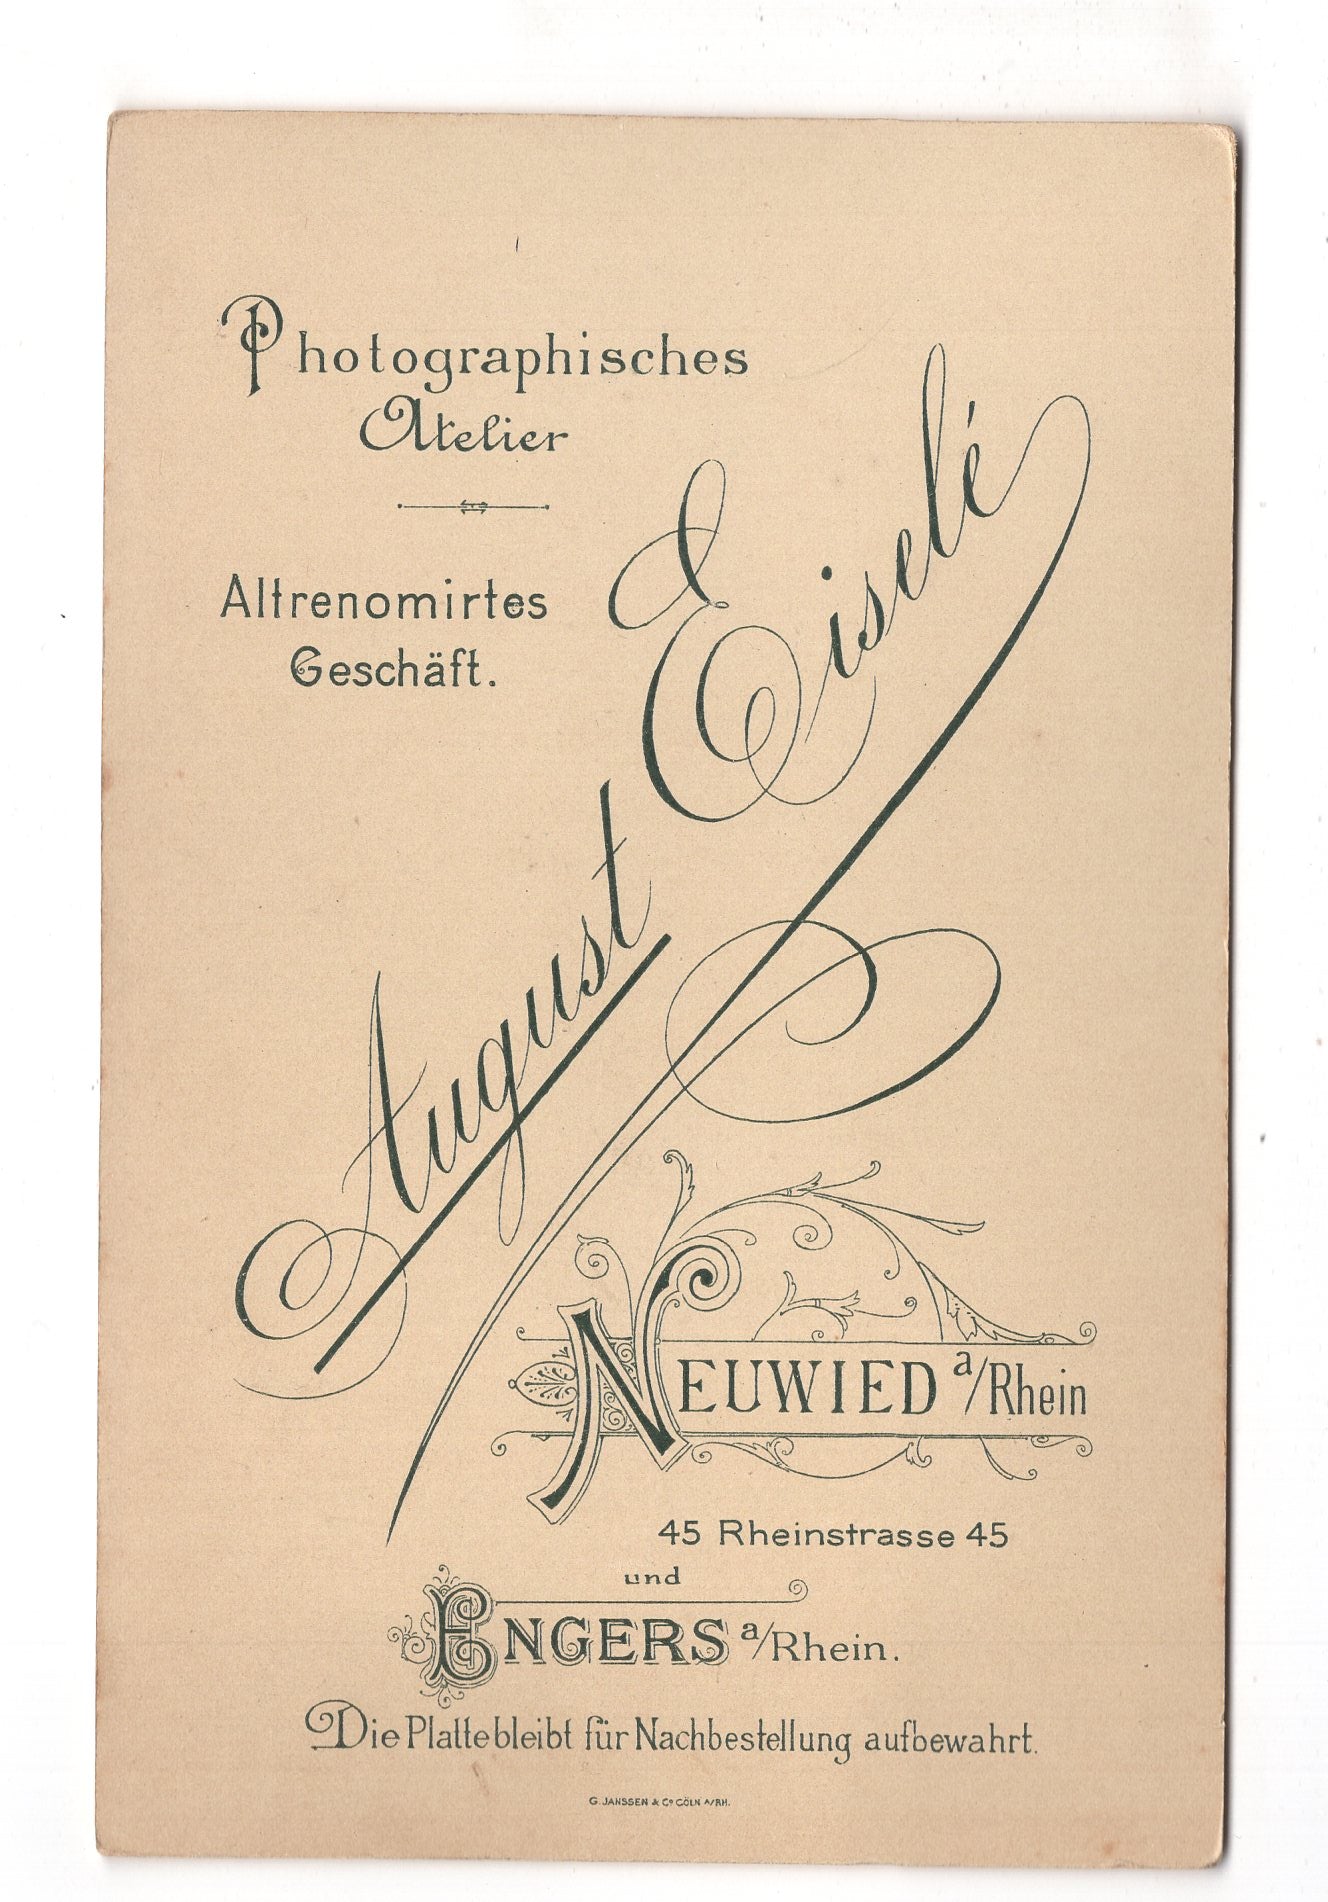 Photographisches
Atelier
Altrenomirtes
Geschäft.
August Eiselé
NEUWIED a/Rhein
45 Rheinstrasse 45
und
ENGERS a/Rhein.
Die Platte bleibt für Nachbestellung aufbewahrt.
G. JANSSEN & Co CÖLN A/RH.